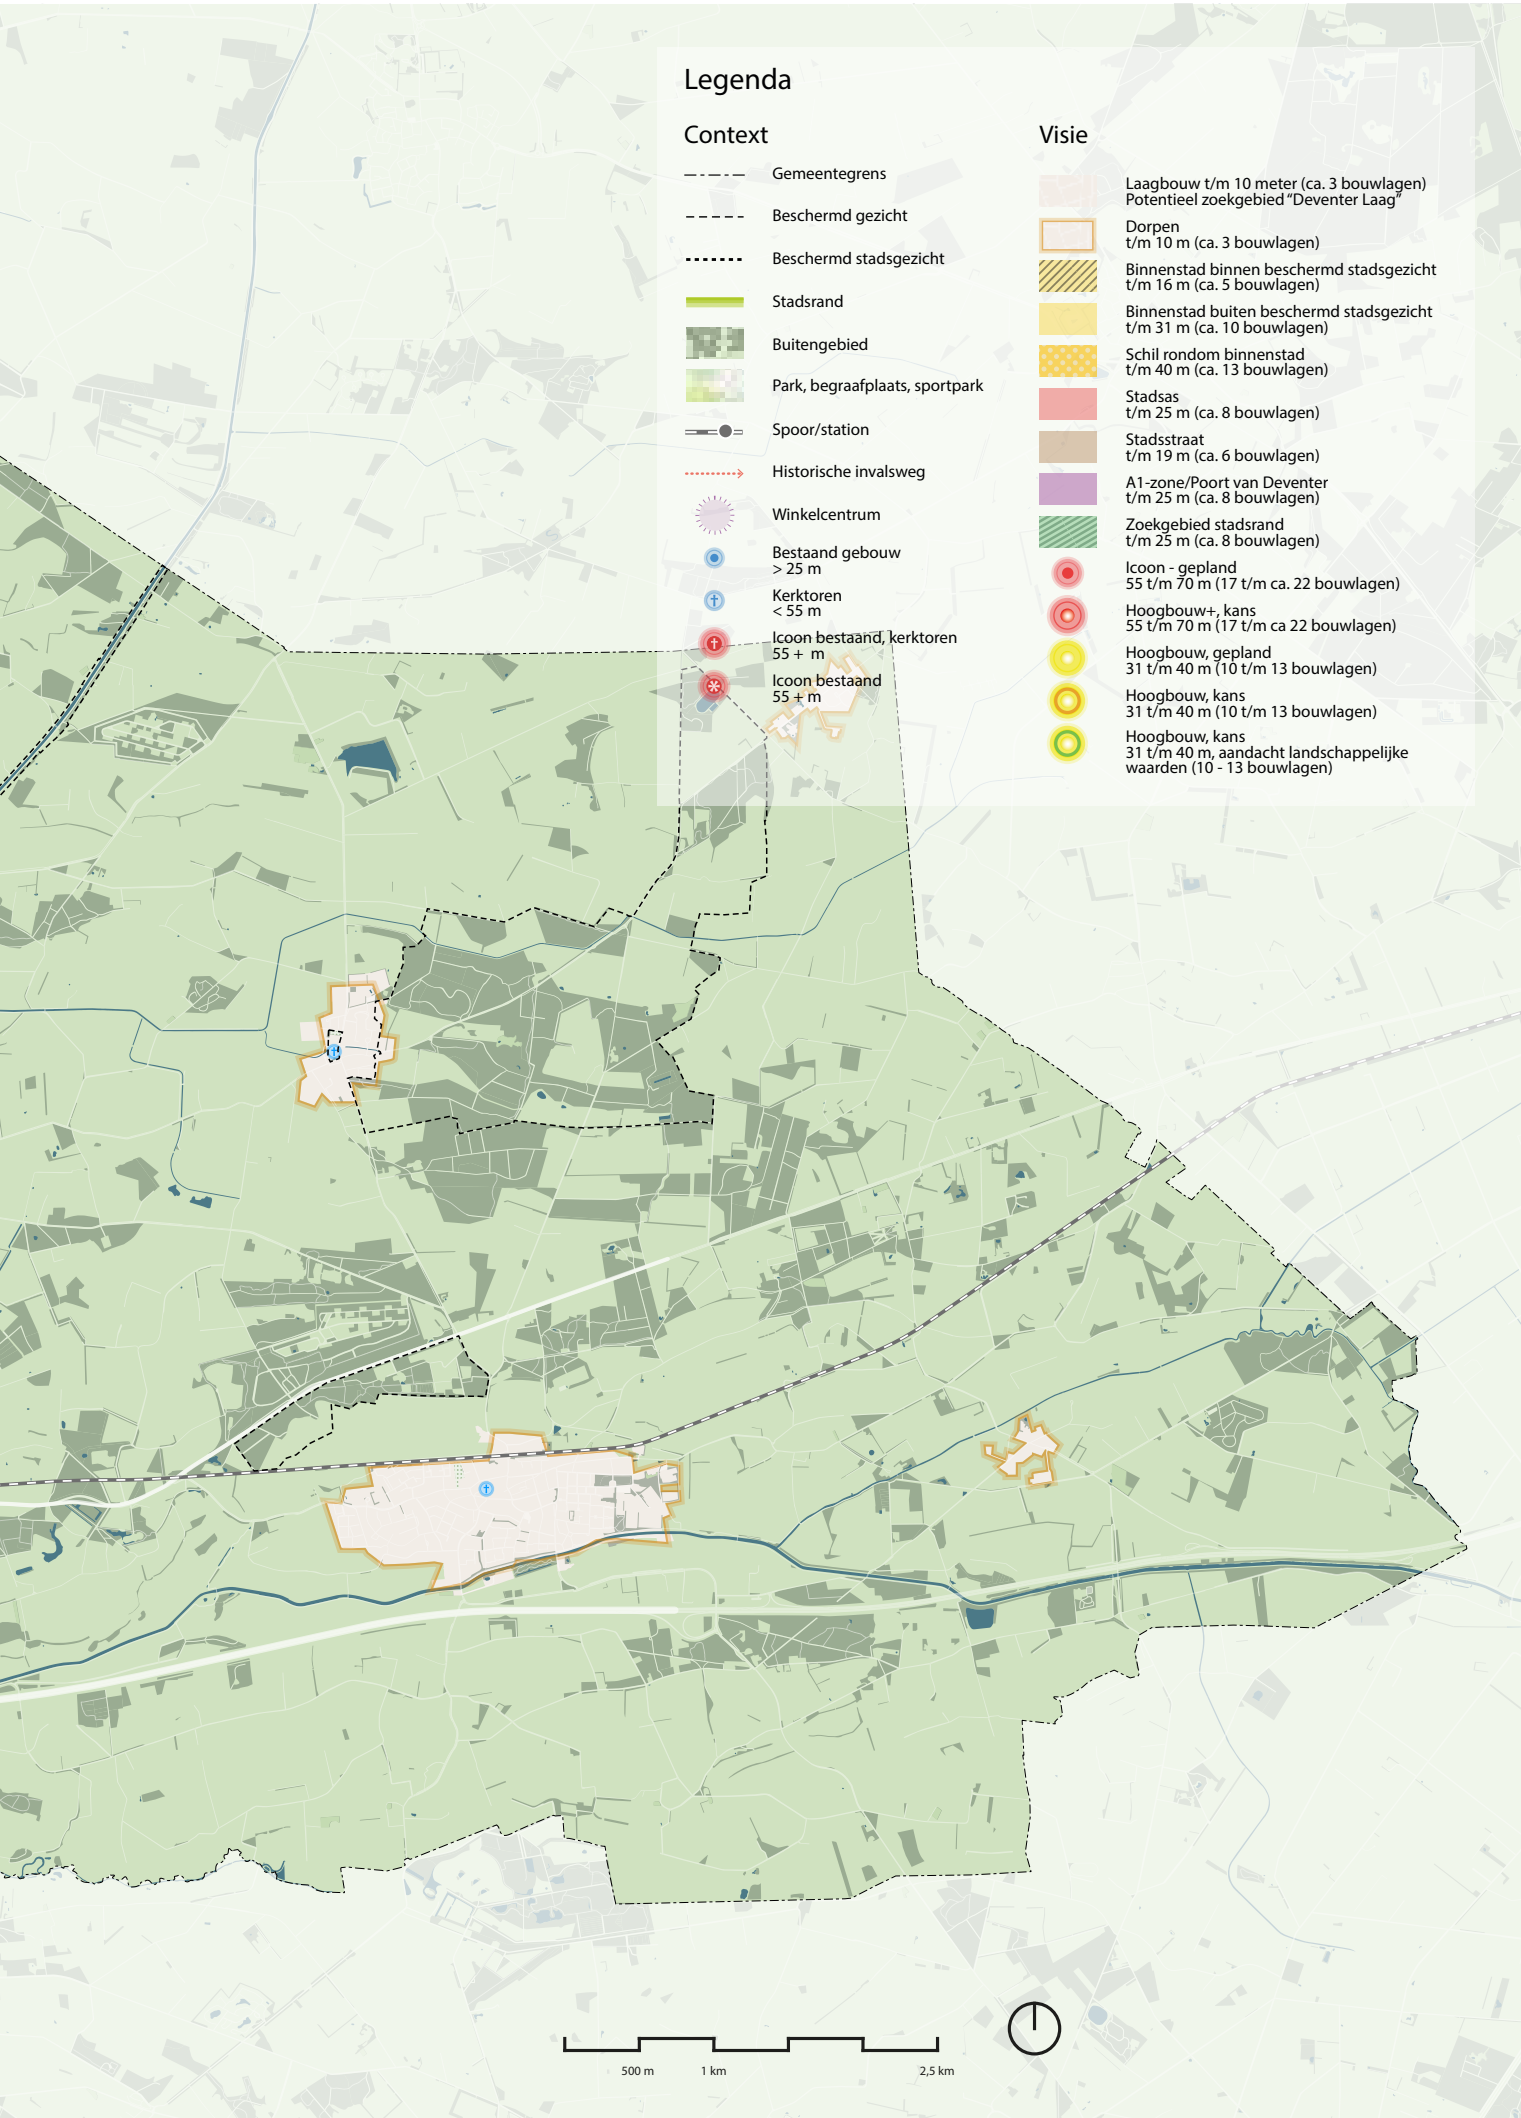 Legenda
Context
Gemeentegrens
Beschermd gezicht
Beschermd stadsgezicht
Stadsrand
Buitengebied
Park, begraafplaats, sportpark
Spoor/station
Historische invalsweg
Winkelcentrum
Bestaand gebouw
> 25 m
Kerktoren
< 55 m
Icoon bestaand, kerktoren
55 + m
Icoon bestaand
55 + m
Visie
Laagbouw t/m 10 meter (ca. 3 bouwlagen)
Potentieel zoekgebied “Deventer Laag”
Dorpen
t/m 10 m (ca. 3 bouwlagen)
Binnenstad binnen beschermd stadsgezicht
t/m 16 m (ca. 5 bouwlagen)
Binnenstad buiten beschermd stadsgezicht
t/m 31 m (ca. 10 bouwlagen)
Schil rondom binnenstad
t/m 40 m (ca. 13 bouwlagen)
Stadsas
t/m 25 m (ca. 8 bouwlagen)
Stadsstraat
t/m 19 m (ca. 6 bouwlagen)
A1-zone/Poort van Deventer
t/m 25 m (ca. 8 bouwlagen)
Zoekgebied stadsrand
t/m 25 m (ca. 8 bouwlagen)
Icoon - gepland
55 t/m 70 m (17 t/m ca. 22 bouwlagen)
Hoogbouw+, kans
55 t/m 70 m (17 t/m ca 22 bouwlagen)
Hoogbouw, gepland
31 t/m 40 m (10 t/m 13 bouwlagen)
Hoogbouw, kans
31 t/m 40 m (10 t/m 13 bouwlagen)
Hoogbouw, kans
31 t/m 40 m, aandacht landschappelijke
waarden (10 - 13 bouwlagen)
500 m 1 km 2,5 km